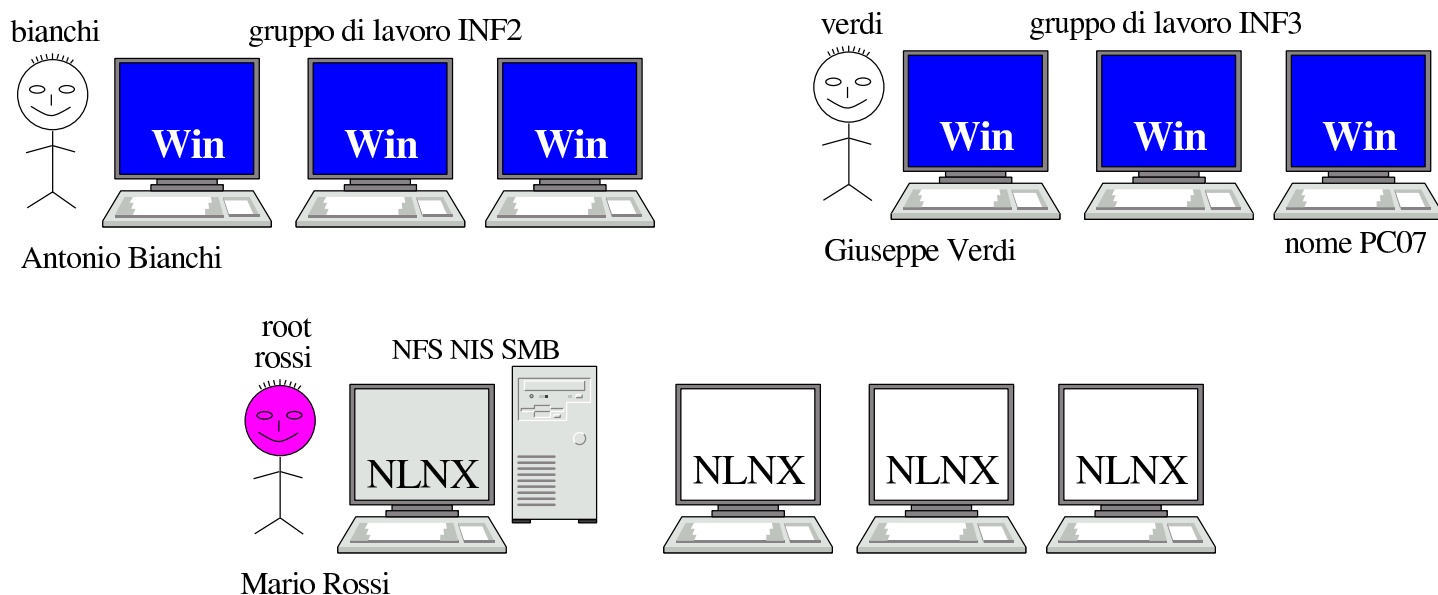 bianchi
gruppo di lavoro INF2
Win
Win
Win
Antonio Bianchi
verdi
gruppo di lavoro INF3
Win
Win
Win
Giuseppe Verdi
nome PC07
root
rossi
NFS NIS SMB
NLNX
NLNX
NLNX
NLNX
Mario Rossi